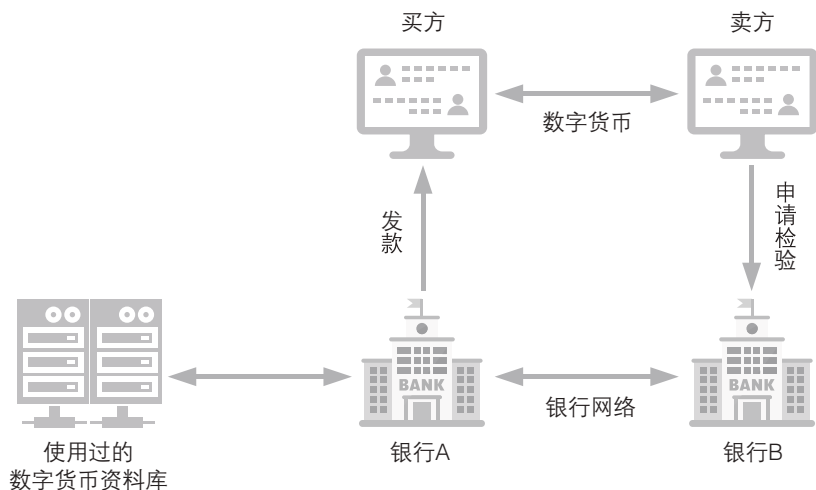 买方
卖方
数字货币
发款
申请检验
BANK
BANK
银行网络
使用过的
数字货币资料库
银行A
银行B